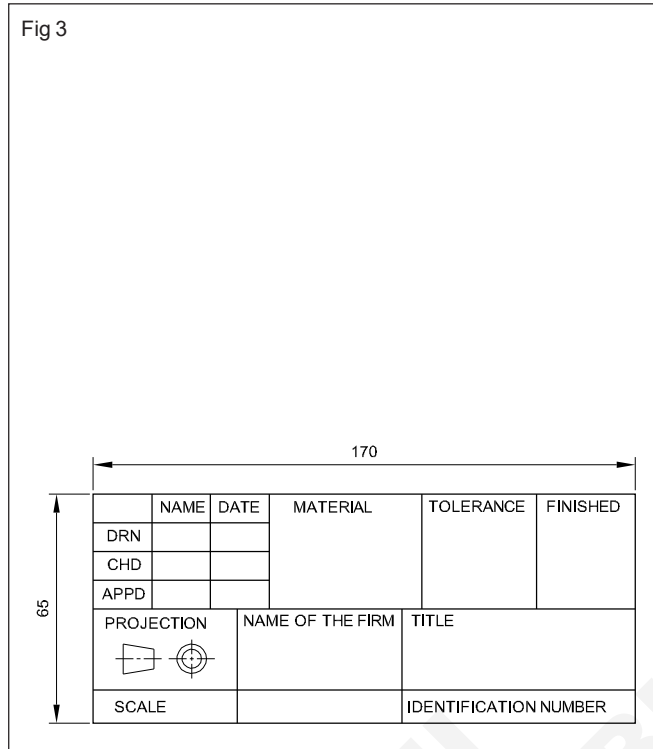 Fig 3
170
65
NAME DATE MATERIAL TOLERANCE FINISHED
DRN
CHD
APPD
PROJECTION NAME OF THE FIRM TITLE
SCALE IDENTIFICATION NUMBER